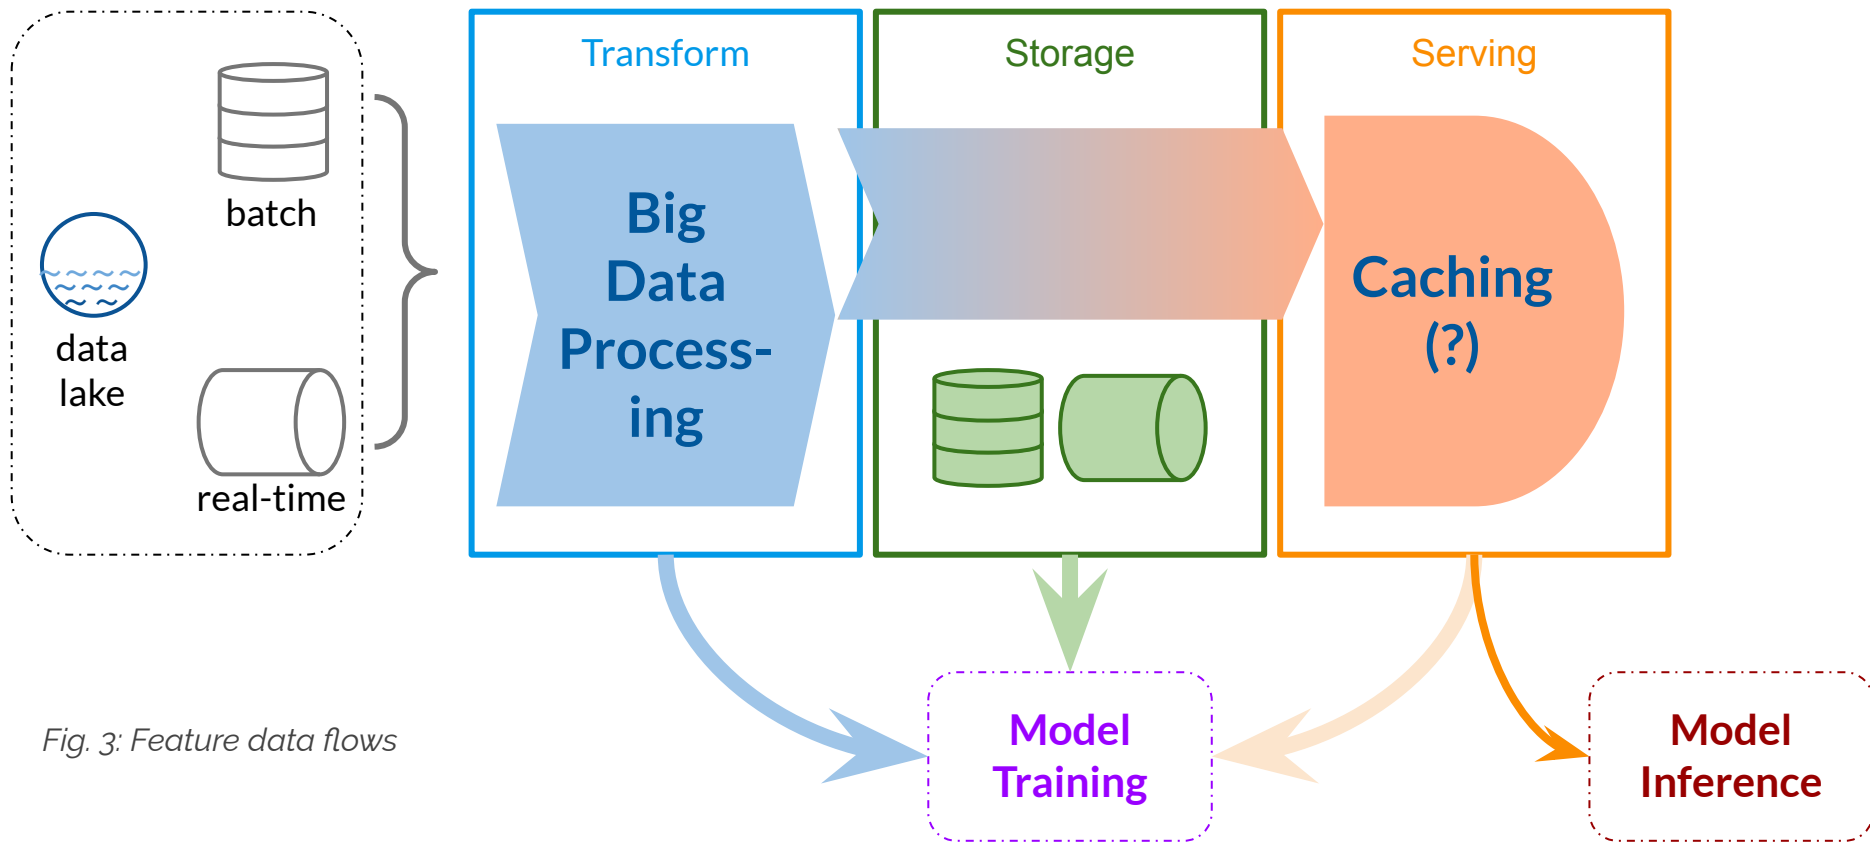 batch
data
lake
real-time
Transform
Big
Data
Process-
ing
Storage
Serving
Caching
(?)
Model
Training
Model
Inference
Fig. 3: Feature data flows